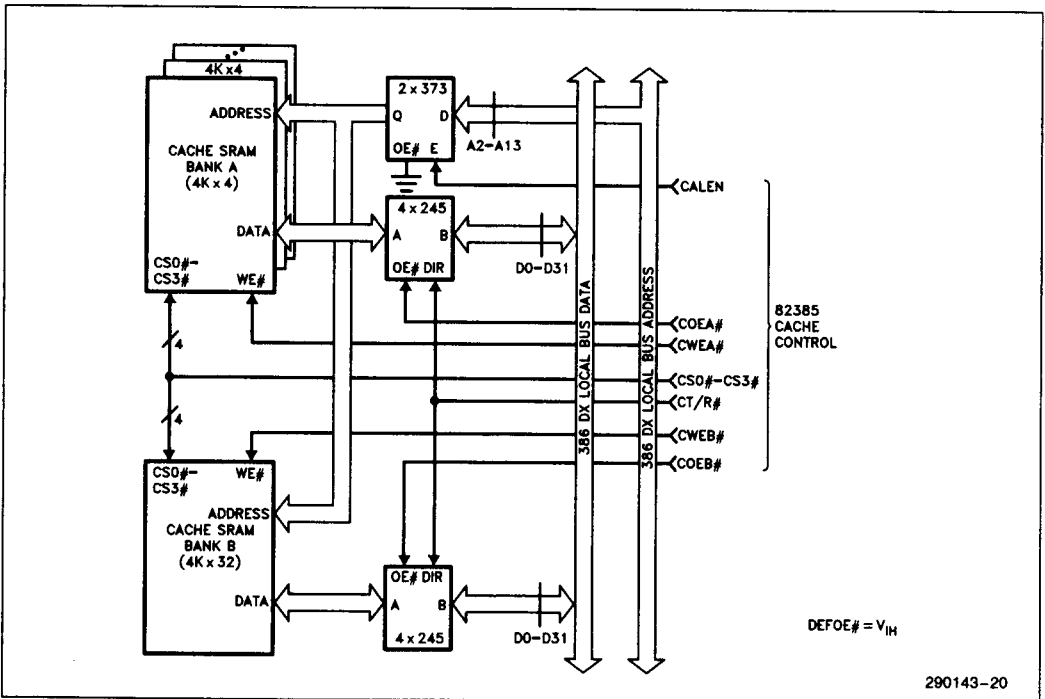 4K x 4
ADDRESS
CACHE SRAM
BANK A
(4K x 4)
DATA
CS0#-
CS3#
WE#
2 x 373
Q D
OE# E
A2-A13
4 x 245
A B
OE# DIR
D0-D31
4
4
CS0#-
CS3#
WE#
ADDRESS
CACHE SRAM
BANK B
(4K x 32)
DATA
OE# DIR
A B
4 x 245
D0-D31
386 DX LOCAL BUS DATA
386 DX LOCAL BUS ADDRESS
CALEN
COEA#
CWEA#
CS0#-CS3#
CT/R#
CWEB#
COEB#
82385
CACHE
CONTROL
DEFOE# = VIH
290143-20